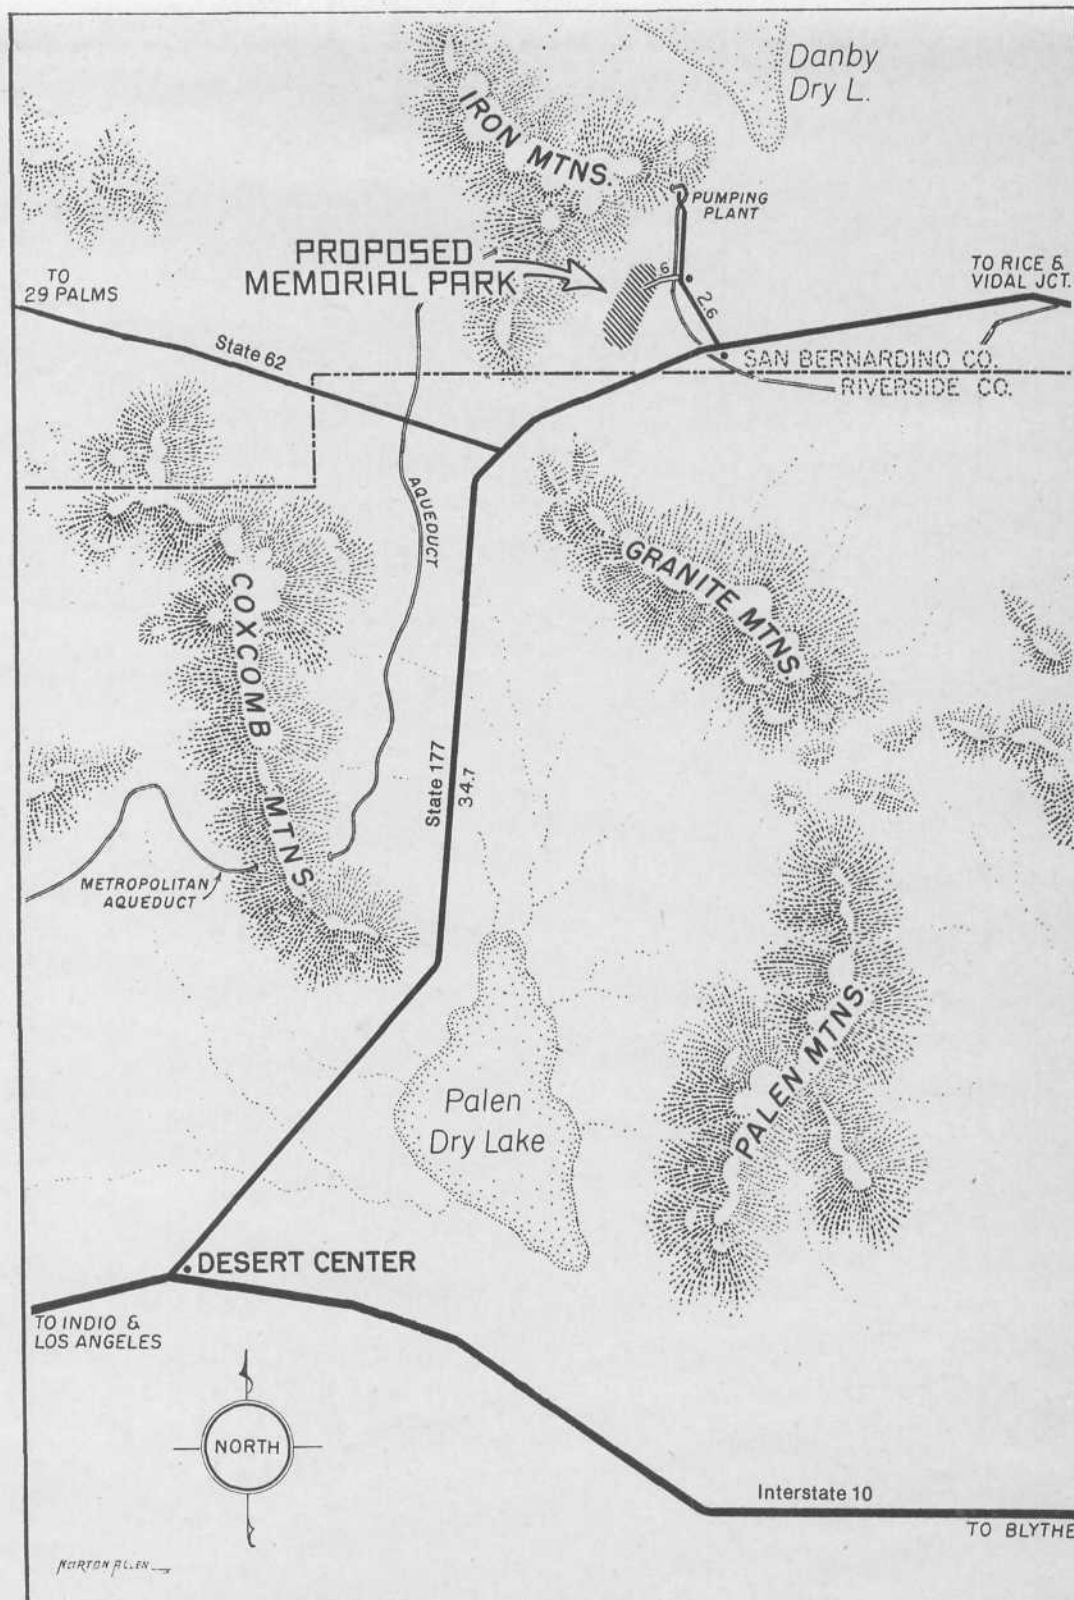 Danby
Dry L.
IRON MTNS.
PUMPING
PLANT
PROPOSED
MEMORIAL PARK
TO
29 PALMS
6
2.6
TO RICE &
VIDAL JCT.
State 62
SAN BERNARDINO CO.
RIVERSIDE CO.
AQUEDUCT
GRANITE MTNS.
COXCOMB MTNS.
State 177
34.7
METROPOLITAN
AQUEDUCT
PALEN MTNS
Palen
Dry Lake
DESERT CENTER
TO INDIO &
LOS ANGELES
NORTH
Interstate 10
TO BLYTHE
NORTON ALLEN